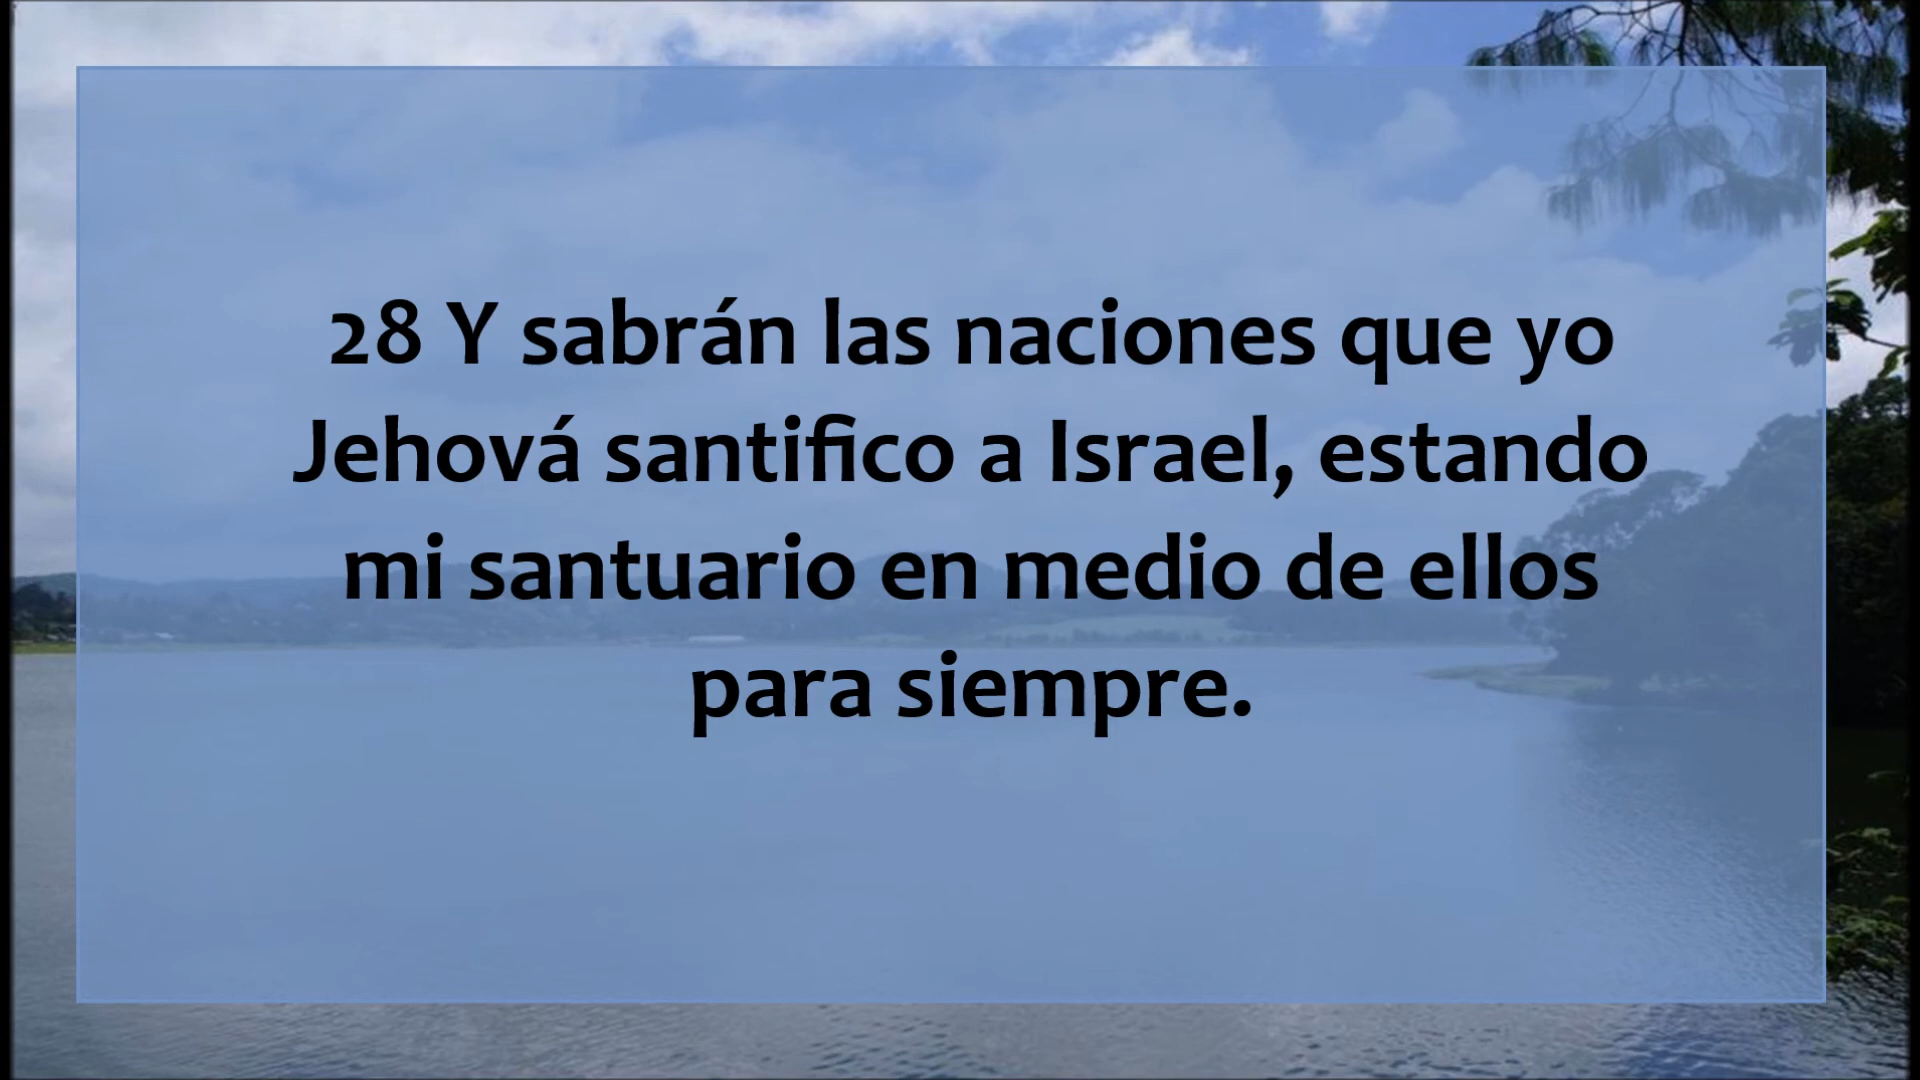 28 Y sabrán las naciones que yo
Jehová santifico a Israel, estando
mi santuario en medio de ellos
para siempre.